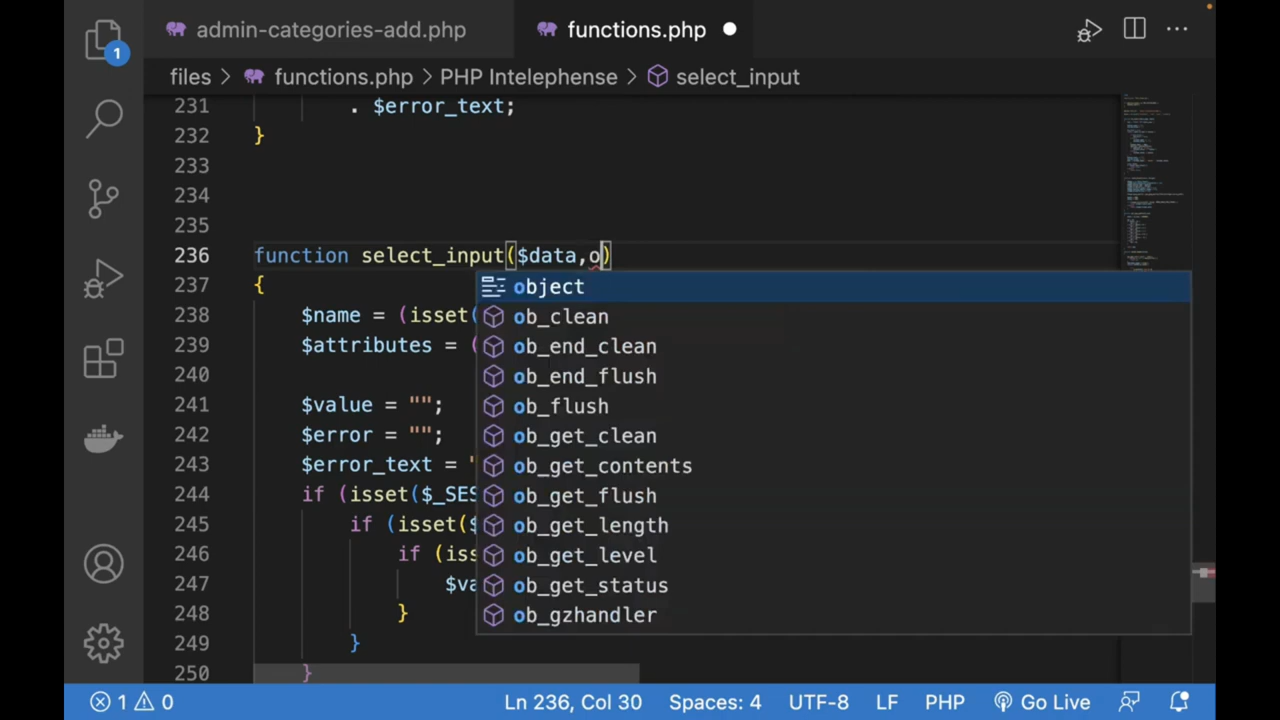 1
admin-categories-add.php
functions.php
files > functions.php > PHP Intelephense > select_input
231 . $error_text;
232 }
233
234
235
236 function select_input($data,o)
237 {
238 $name = (isset(
239 $attributes = (
240
241 $value = "";
242 $error = "";
243 $error_text = "
244 if (isset($_SES
245 if (isset($
246 if (iss
247 $va
248 }
249 }
250 }
object
ob_clean
ob_end_clean
ob_end_flush
ob_flush
ob_get_clean
ob_get_contents
ob_get_flush
ob_get_length
ob_get_level
ob_get_status
ob_gzhandler
1 0 Ln 236, Col 30 Spaces: 4 UTF-8 LF PHP Go Live